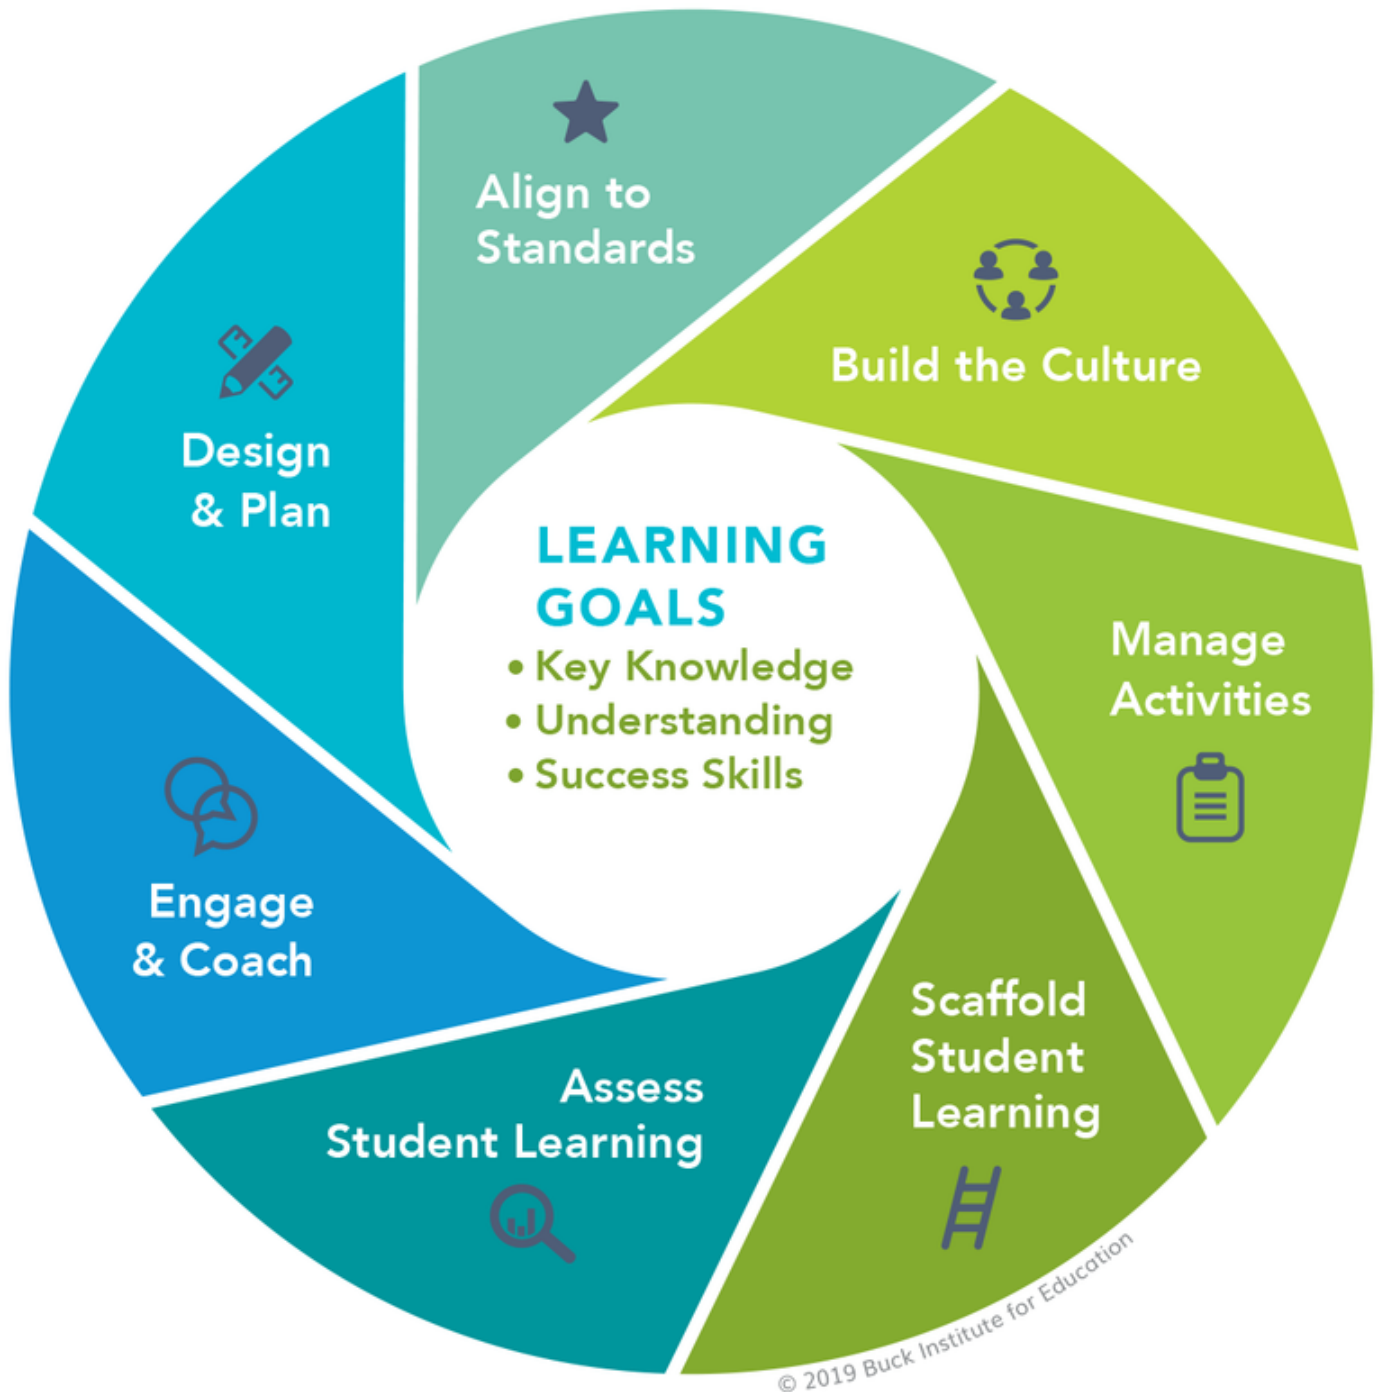 Align to
Standards
Build the Culture
Manage
Activities
Scaffold
Student
Learning
Assess
Student Learning
Engage
& Coach
Design
& Plan
LEARNING
GOALS
• Key Knowledge
• Understanding
• Success Skills
© 2019 Buck Institute for Education